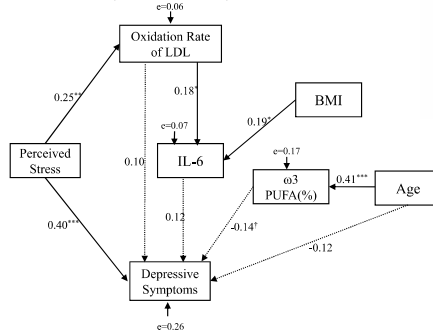 e=0.06
Oxidation Rate
of LDL
0.25**
0.18*
0.19*
BMI
e=0.07
Perceived
Stress
0.10
IL-6
e=0.17
ω3
PUFA(%)
0.41***
Age
0.40***
0.12
-0.14†
-0.12
Depressive
Symptoms
e=0.26